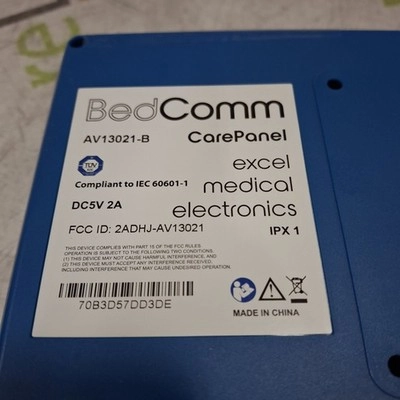 BedComm
AV13021-B CarePanel
TÜV
excel
Compliant to IEC 60601-1 medical
DC5V 2A electronics
FCC ID: 2ADHJ-AV13021 IPX 1
THIS DEVICE COMPLIES WITH PART 15 OF THE FCC RULES
OPERATION IS SUBJECT TO THE FOLLOWING TWO CONDITIONS:
(1) THIS DEVICE MAY NOT CAUSE HARMFUL INTERFERENCE, AND
(2) THIS DEVICE MUST ACCEPT ANY INTERFERENCE RECEIVED,
INCLUDING INTERFERENCE THAT MAY CAUSE UNDESIRED OPERATION.
70B3D57DD3DE
MADE IN CHINA